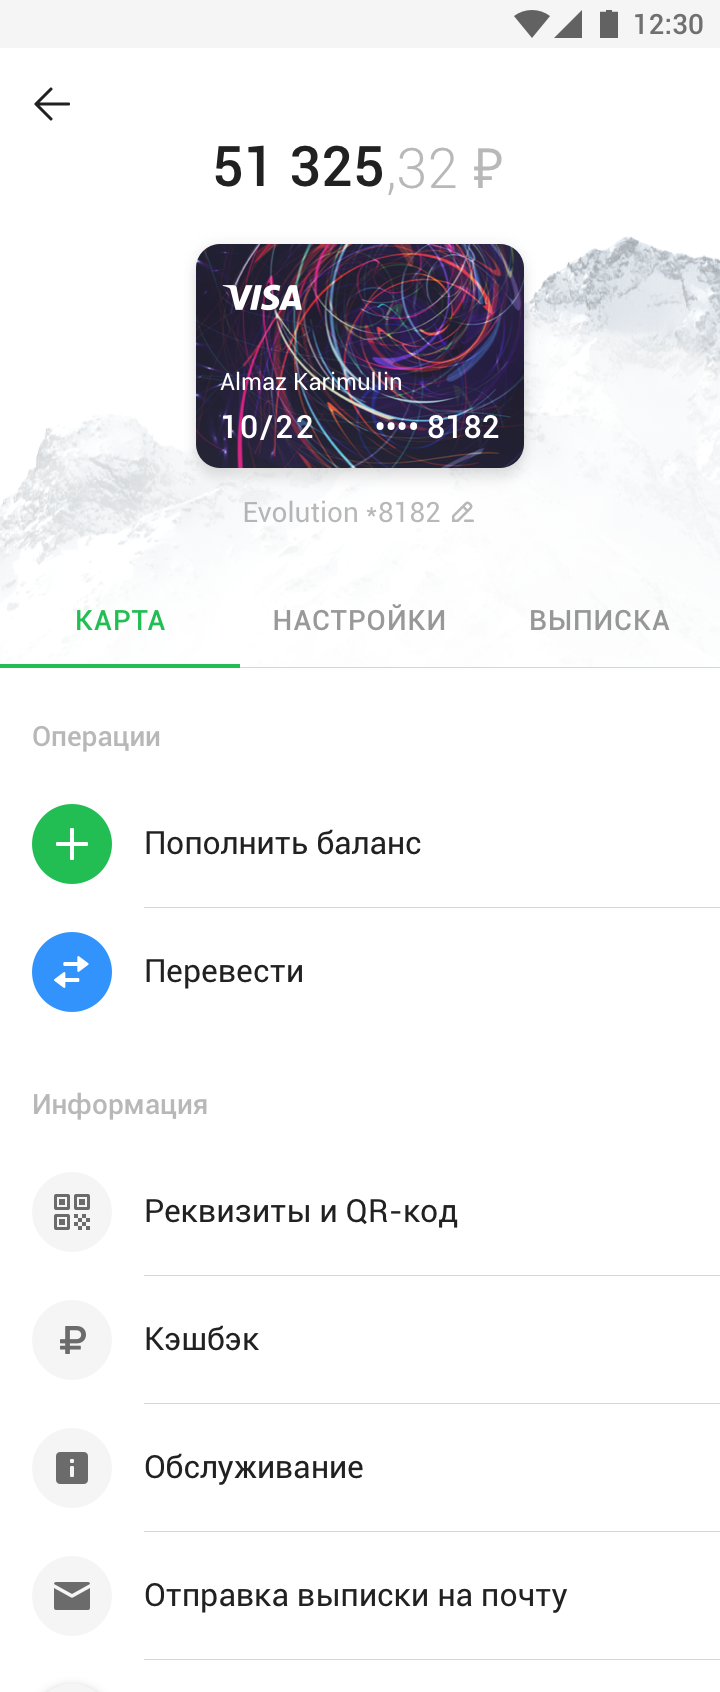 12:30
51 325,32 ₽
VISA
Almaz Karimullin
10/22 •••• 8182
Evolution *8182
КАРТА НАСТРОЙКИ ВЫПИСКА
Операции
Пополнить баланс
Перевести
Информация
Реквизиты и QR-код
Кэшбэк
Обслуживание
Отправка выписки на почту